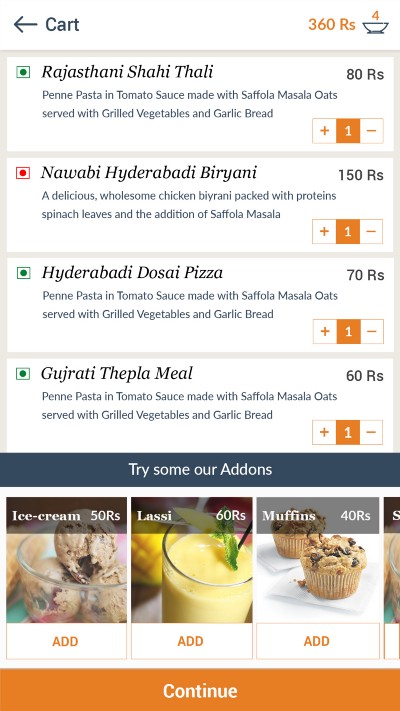 Cart
360 Rs
4
Rajasthani Shahi Thali
80 Rs
Penne Pasta in Tomato Sauce made with Saffola Masala Oats
served with Grilled Vegetables and Garlic Bread
+ 1 −
Nawabi Hyderabadi Biryani
150 Rs
A delicious, wholesome chicken biyrani packed with proteins
spinach leaves and the addition of Saffola Masala
+ 1 −
Hyderabadi Dosai Pizza
70 Rs
Penne Pasta in Tomato Sauce made with Saffola Masala Oats
served with Grilled Vegetables and Garlic Bread
+ 1 −
Gujrati Thepla Meal
60 Rs
Penne Pasta in Tomato Sauce made with Saffola Masala Oats
served with Grilled Vegetables and Garlic Bread
+ 1 −
Try some our Addons
Ice-cream 50Rs
Lassi 60Rs
Muffins 40Rs
S
ADD
ADD
ADD
Continue